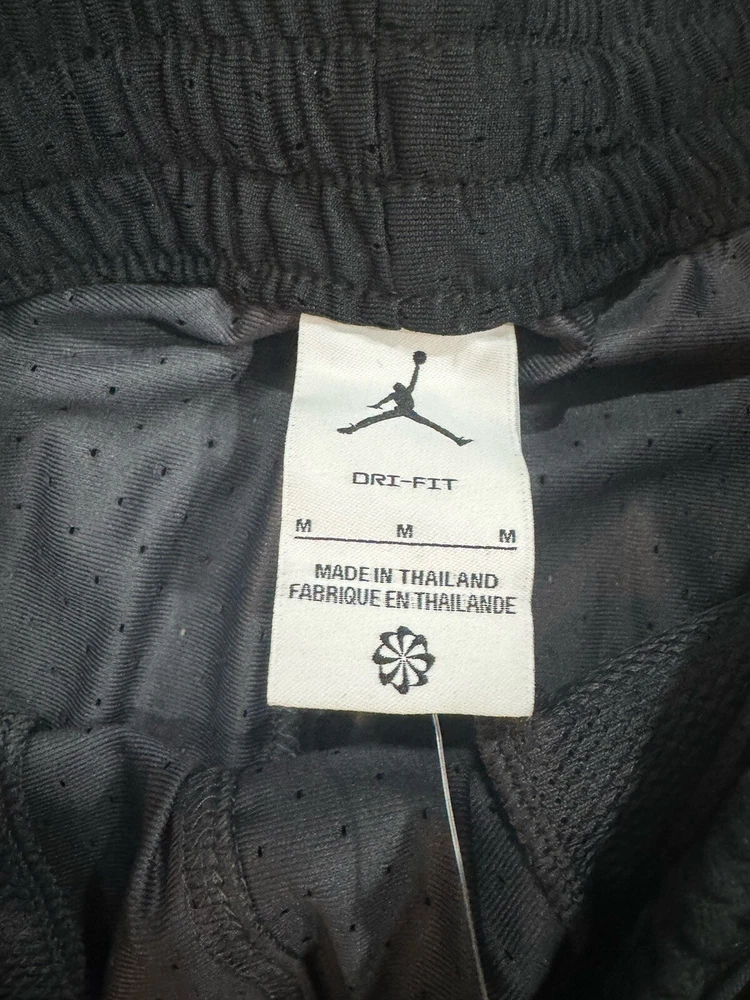 DRI-FIT
M M M
MADE IN THAILAND
FABRIQUE EN THAILANDE